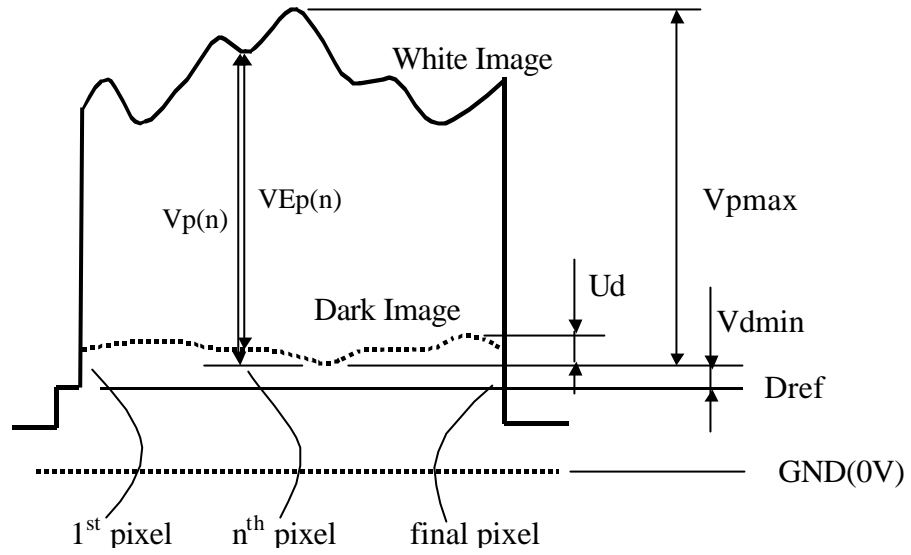 White Image
VEp(n)
Vp(n)
Vpmax
Ud
Dark Image
Vdmin
Dref
GND(0V)
1st pixel
nth pixel
final pixel